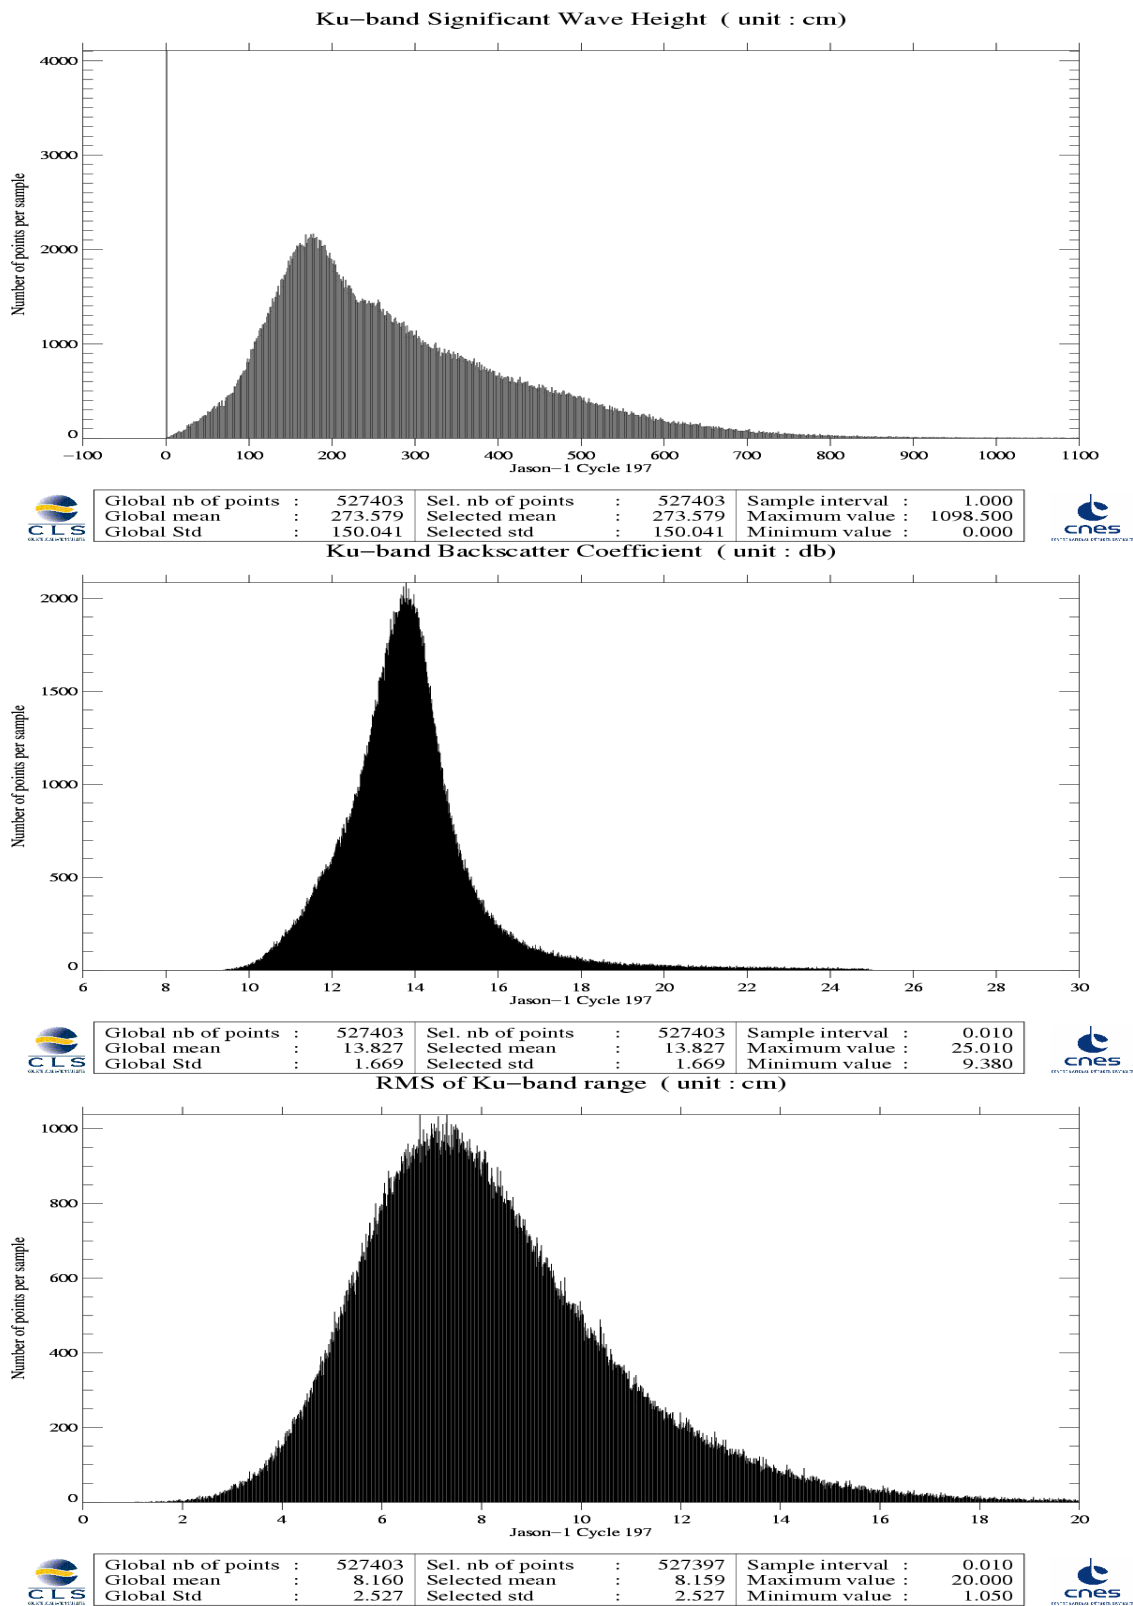 Ku-band Significant Wave Height ( unit : cm)
4000
3000
2000
1000
0
Number of points per sample
-100 0 100 200 300 400 500 600 700 800 900 1000 1100
Jason-1 Cycle 197
CLS
Global nb of points : 527403 Sel. nb of points : 527403 Sample interval : 1.000
Global mean : 273.579 Selected mean : 273.579 Maximum value : 1098.500
Global Std : 150.041 Selected std : 150.041 Minimum value : 0.000
cnes
Ku-band Backscatter Coefficient ( unit : db)
2000
1500
1000
500
0
Number of points per sample
6 8 10 12 14 16 18 20 22 24 26 28 30
Jason-1 Cycle 197
CLS
Global nb of points : 527403 Sel. nb of points : 527403 Sample interval : 0.010
Global mean : 13.827 Selected mean : 13.827 Maximum value : 25.010
Global Std : 1.669 Selected std : 1.669 Minimum value : 9.380
cnes
RMS of Ku-band range ( unit : cm)
1000
800
600
400
200
0
Number of points per sample
0 2 4 6 8 10 12 14 16 18 20
Jason-1 Cycle 197
CLS
Global nb of points : 527403 Sel. nb of points : 527397 Sample interval : 0.010
Global mean : 8.160 Selected mean : 8.159 Maximum value : 20.000
Global Std : 2.527 Selected std : 2.527 Minimum value : 1.050
cnes